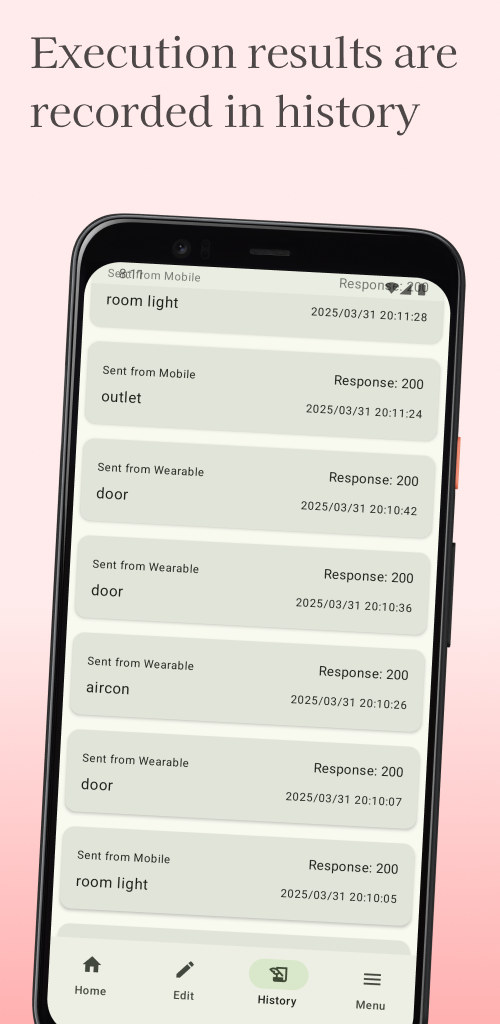 Execution results are
recorded in history
8:11
Sent from Mobile
Response: 200
room light
2025/03/31 20:11:28
Sent from Mobile
Response: 200
outlet
2025/03/31 20:11:24
Sent from Wearable
Response: 200
door
2025/03/31 20:10:42
Sent from Wearable
Response: 200
door
2025/03/31 20:10:36
Sent from Wearable
Response: 200
aircon
2025/03/31 20:10:26
Sent from Wearable
Response: 200
door
2025/03/31 20:10:07
Sent from Mobile
Response: 200
room light
2025/03/31 20:10:05
Home
Edit
History
Menu